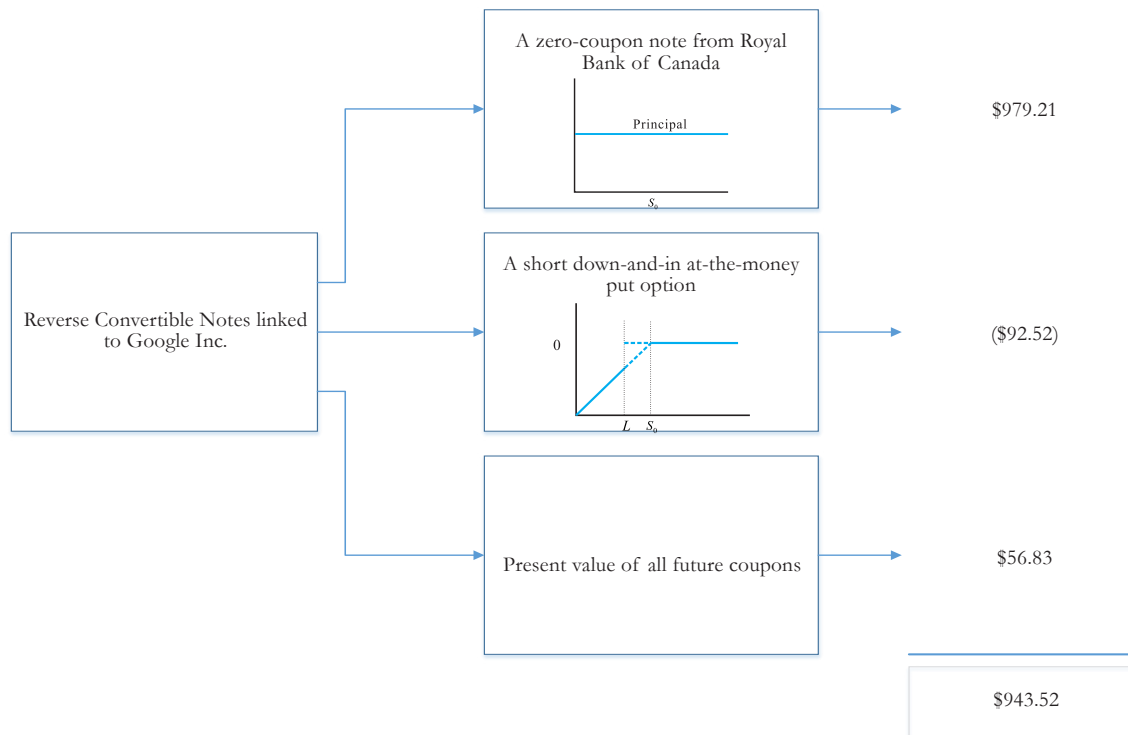 A zero-coupon note from Royal
Bank of Canada
Principal
S₀
$979.21
Reverse Convertible Notes linked
to Google Inc.
A short down-and-in at-the-money
put option
0
L S₀
($92.52)
Present value of all future coupons
$56.83
$943.52